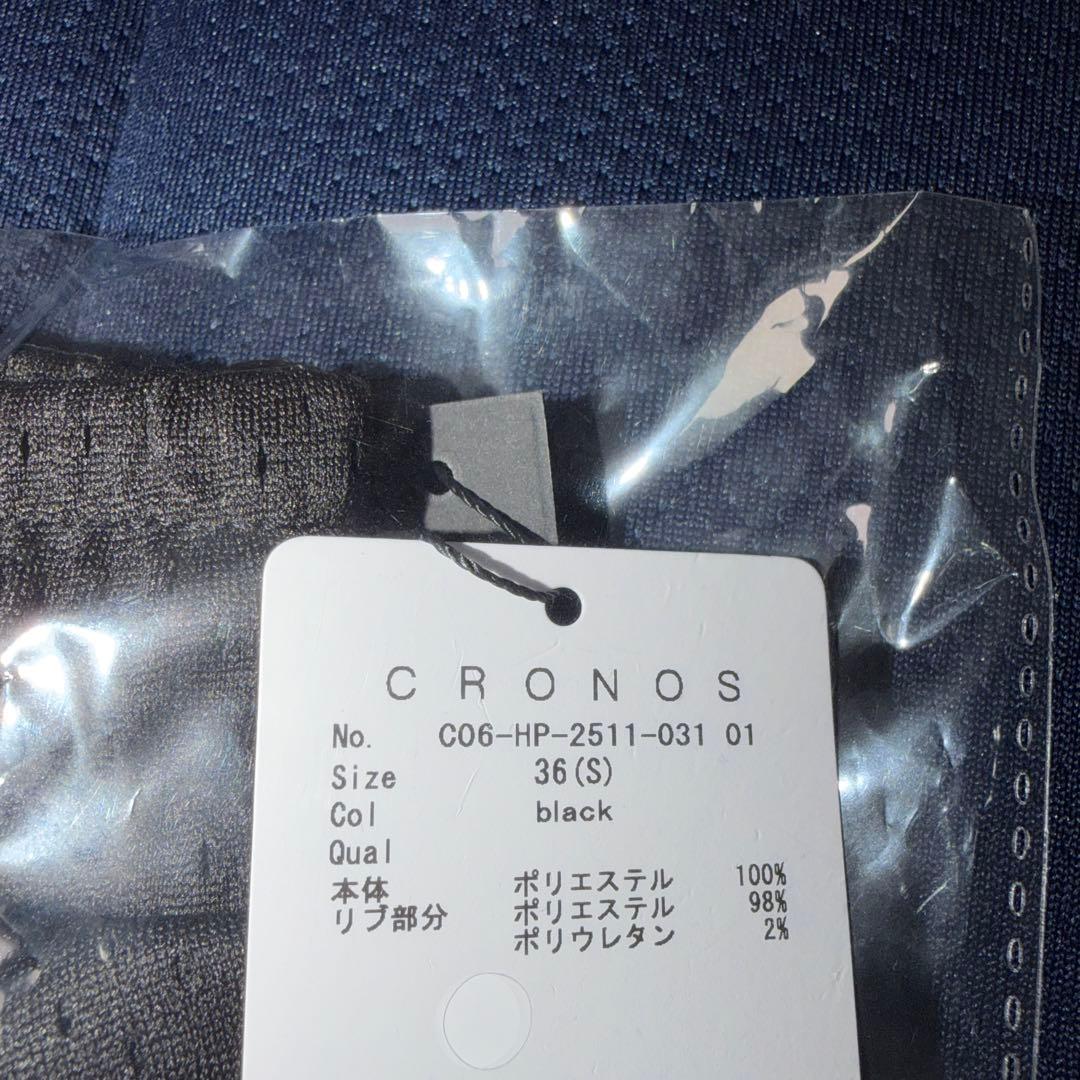 CRONOS
No. C06-HP-2511-031 01
Size 36(S)
Col black
Qual
本体 ポリエステル 100%
リブ部分 ポリエステル 98%
ポリウレタン 2%